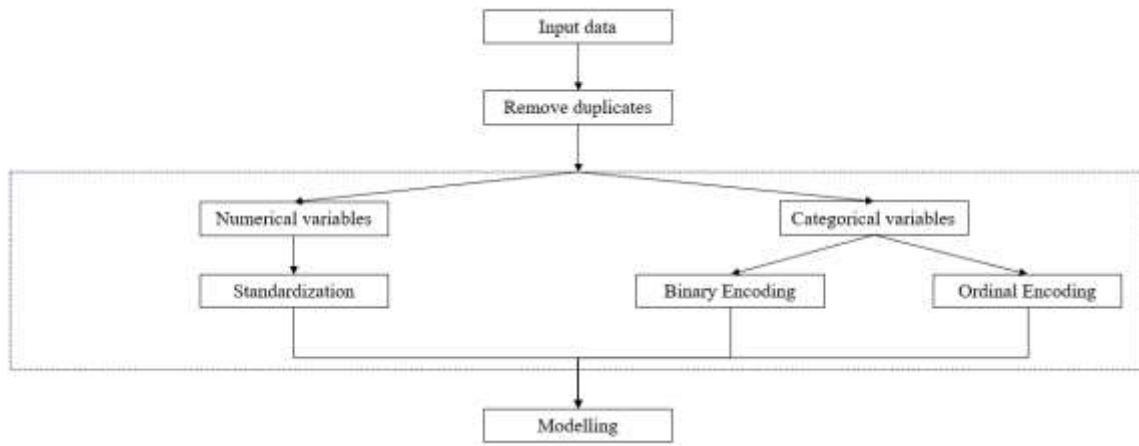 Input data
Remove duplicates
Numerical variables
Categorical variables
Standardization
Binary Encoding
Ordinal Encoding
Modelling